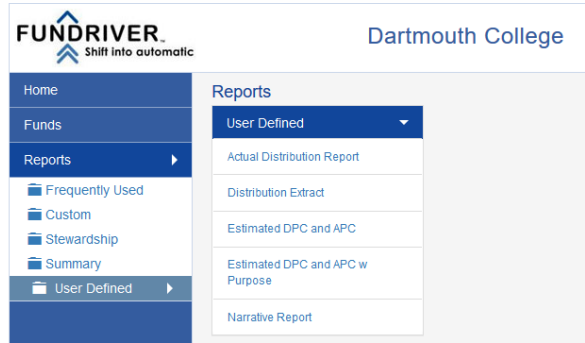 FUNDRIVER™
Shift into automatic
Dartmouth College
Home
Funds
Reports
Frequently Used
Custom
Stewardship
Summary
User Defined
Reports
User Defined
Actual Distribution Report
Distribution Extract
Estimated DPC and APC
Estimated DPC and APC w
Purpose
Narrative Report